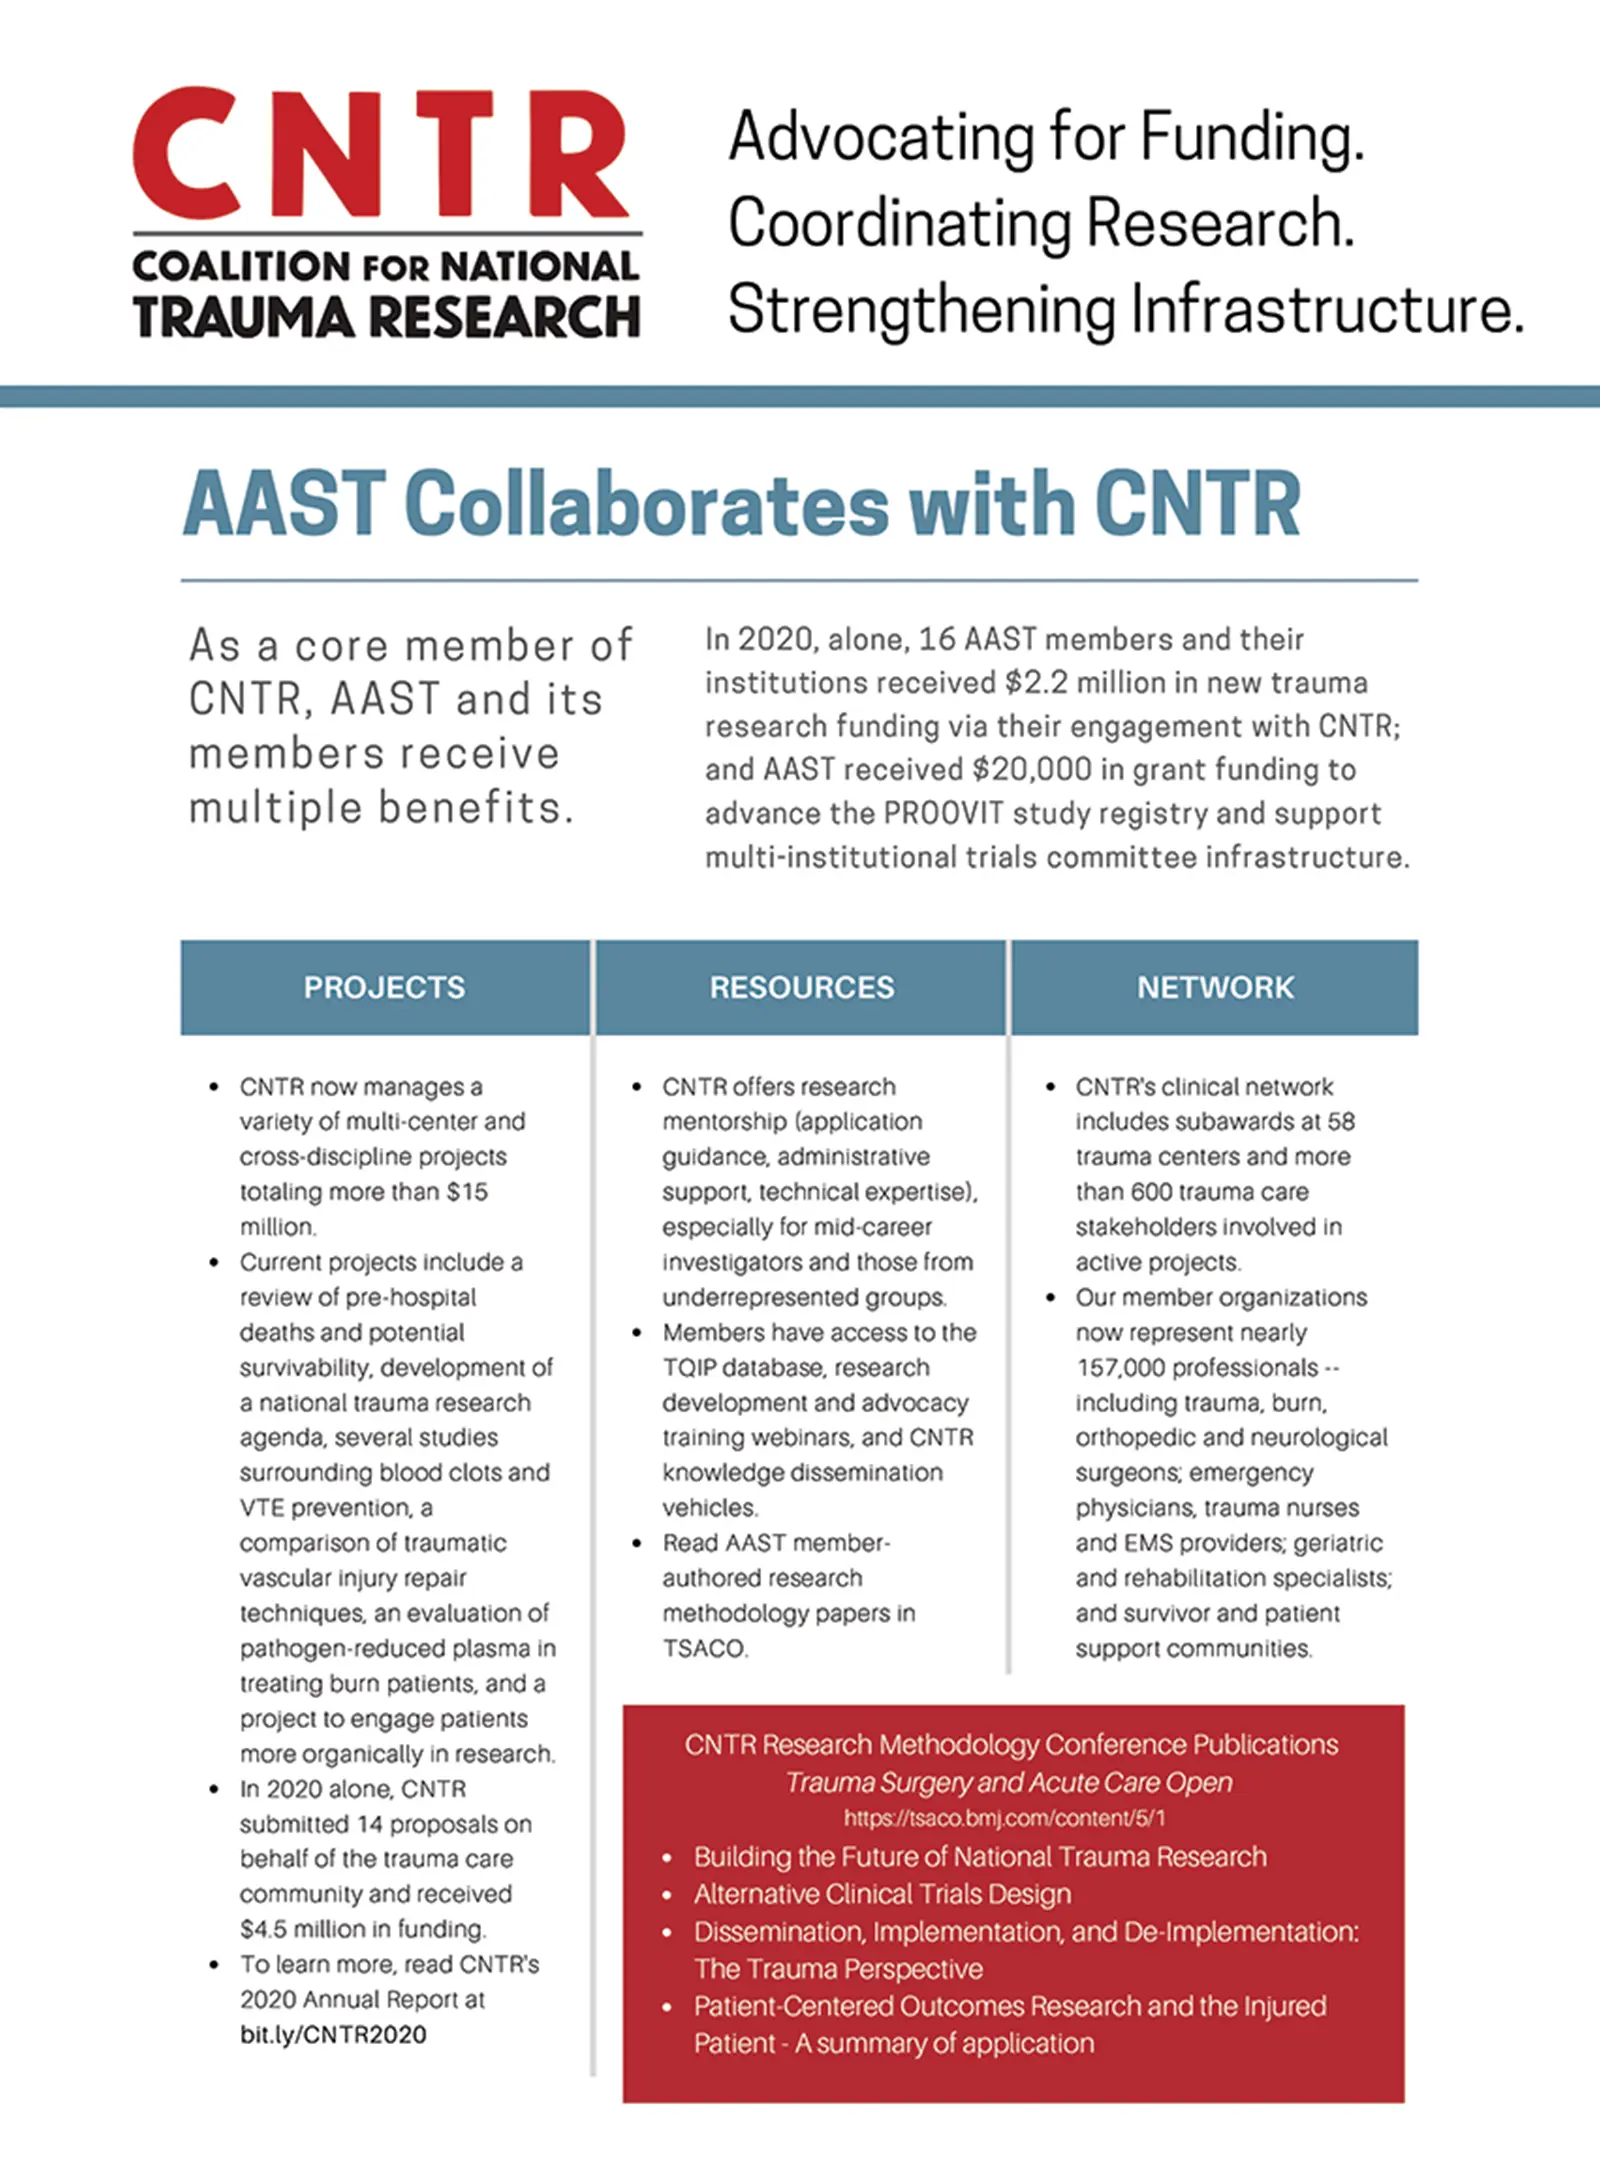 CNTR
COALITION FOR NATIONAL
TRAUMA RESEARCH
Advocating for Funding.
Coordinating Research.
Strengthening Infrastructure.
AAST Collaborates with CNTR
As a core member of
CNTR, AAST and its
members receive
multiple benefits.
In 2020, alone, 16 AAST members and their
institutions received $2.2 million in new trauma
research funding via their engagement with CNTR;
and AAST received $20,000 in grant funding to
advance the PROOVIT study registry and support
multi-institutional trials committee infrastructure.
PROJECTS
• CNTR now manages a
variety of multi-center and
cross-discipline projects
totaling more than $15
million.
• Current projects include a
review of pre-hospital
deaths and potential
survivability, development of
a national trauma research
agenda, several studies
surrounding blood clots and
VTE prevention, a
comparison of traumatic
vascular injury repair
techniques, an evaluation of
pathogen-reduced plasma in
treating burn patients, and a
project to engage patients
more organically in research.
• In 2020 alone, CNTR
submitted 14 proposals on
behalf of the trauma care
community and received
$4.5 million in funding.
• To learn more, read CNTR's
2020 Annual Report at
bit.ly/CNTR2020
RESOURCES
• CNTR offers research
mentorship (application
guidance, administrative
support, technical expertise),
especially for mid-career
investigators and those from
underrepresented groups.
• Members have access to the
TQIP database, research
development and advocacy
training webinars, and CNTR
knowledge dissemination
vehicles.
• Read AAST member-
authored research
methodology papers in
TSACO.
NETWORK
• CNTR's clinical network
includes subawards at 58
trauma centers and more
than 600 trauma care
stakeholders involved in
active projects.
• Our member organizations
now represent nearly
157,000 professionals --
including trauma, burn,
orthopedic and neurological
surgeons; emergency
physicians, trauma nurses
and EMS providers; geriatric
and rehabilitation specialists;
and survivor and patient
support communities.
CNTR Research Methodology Conference Publications
Trauma Surgery and Acute Care Open
https://tsaco.bmj.com/content/5/1
• Building the Future of National Trauma Research
• Alternative Clinical Trials Design
• Dissemination, Implementation, and De-Implementation:
The Trauma Perspective
• Patient-Centered Outcomes Research and the Injured
Patient - A summary of application